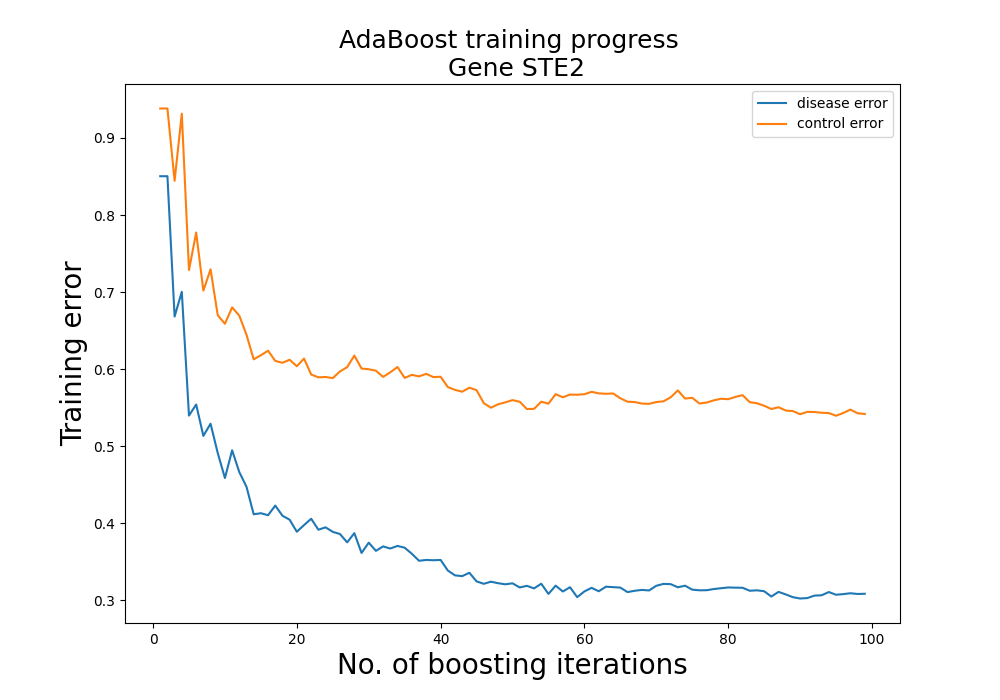 AdaBoost training progress
Gene STE2
disease error
control error
0.9
0.8
0.7
0.6
0.5
0.4
0.3
Training error
0 20 40 60 80 100
No. of boosting iterations